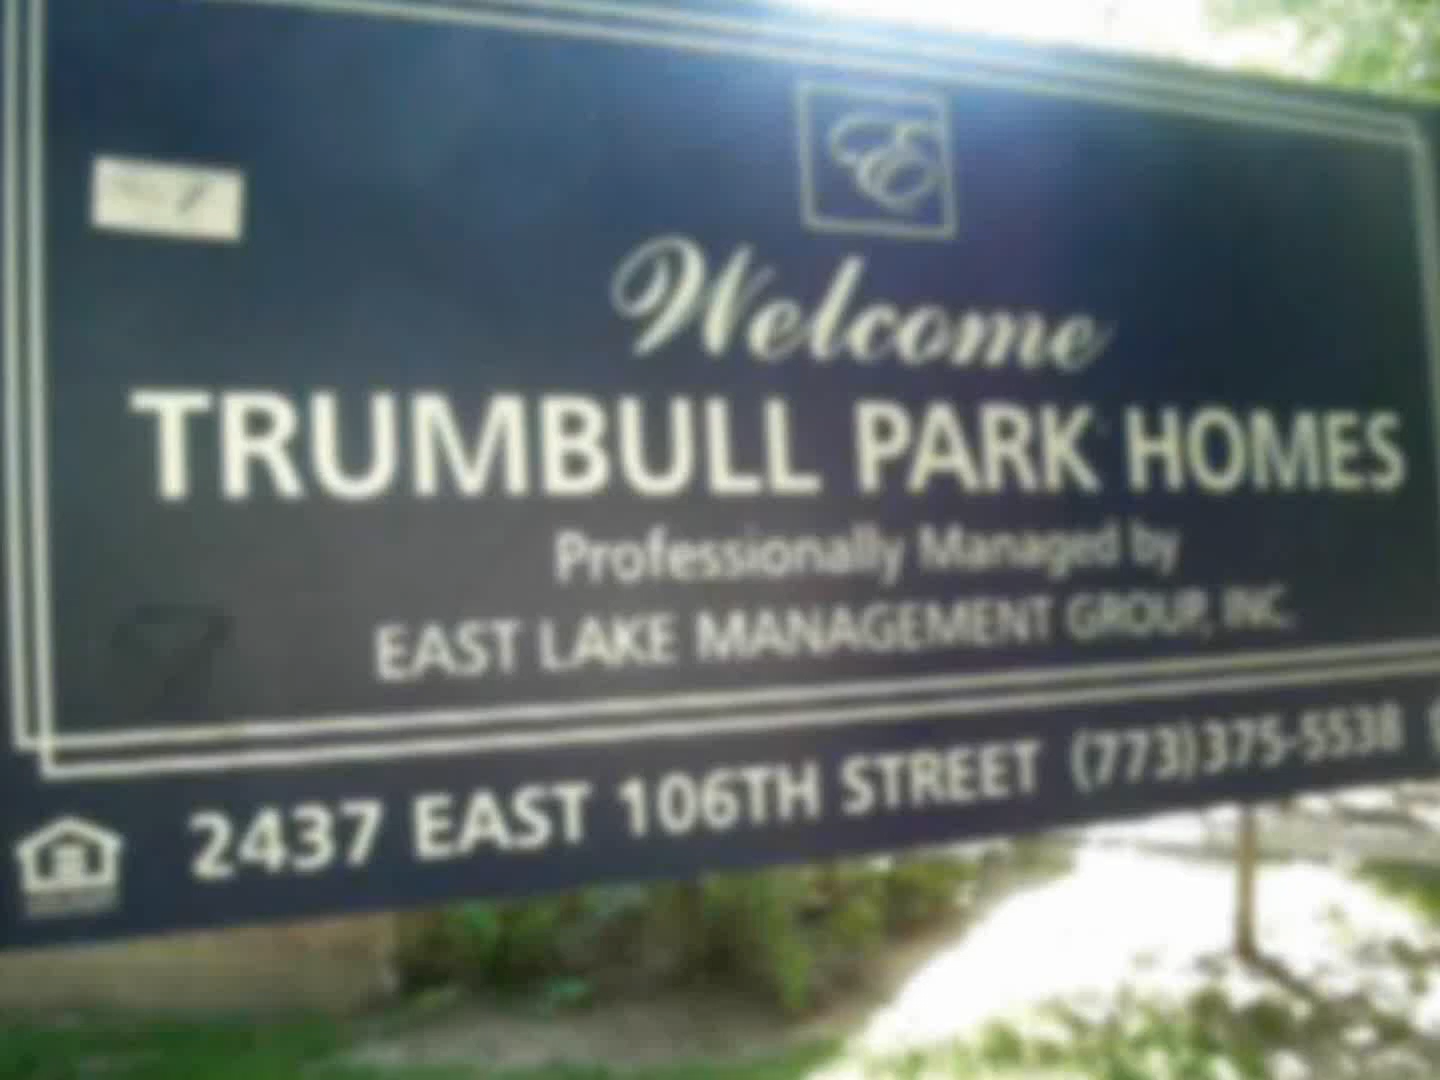 E
Welcome
TRUMBULL PARK HOMES
Professionally Managed by
EAST LAKE MANAGEMENT GROUP, INC.
2437 EAST 106TH STREET (773)375-5538